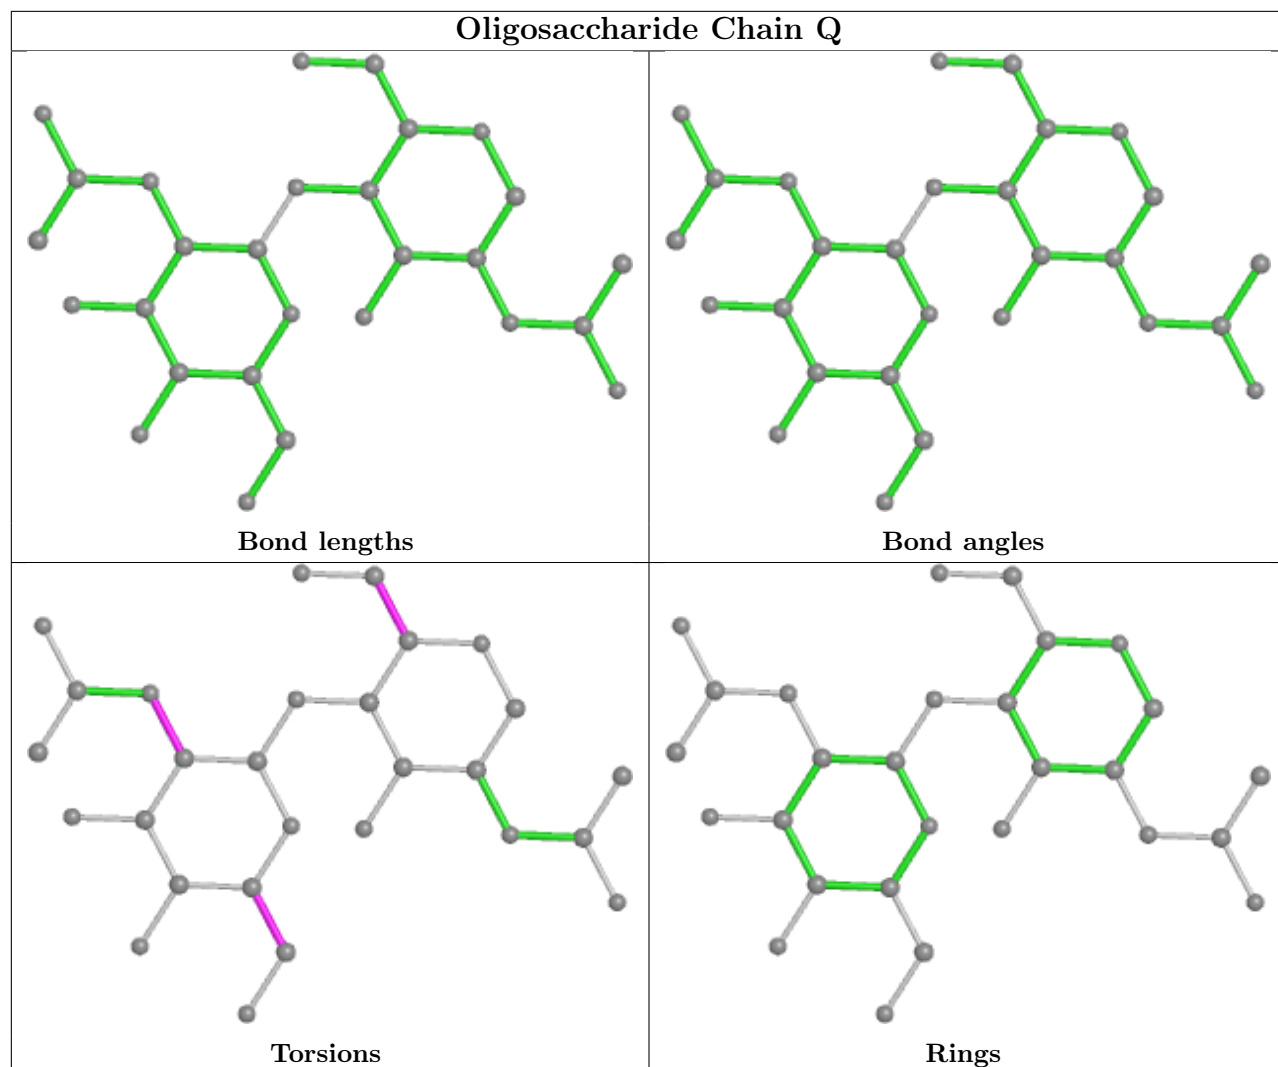 Oligosaccharide Chain Q
Bond lengths
Bond angles
Torsions
Rings